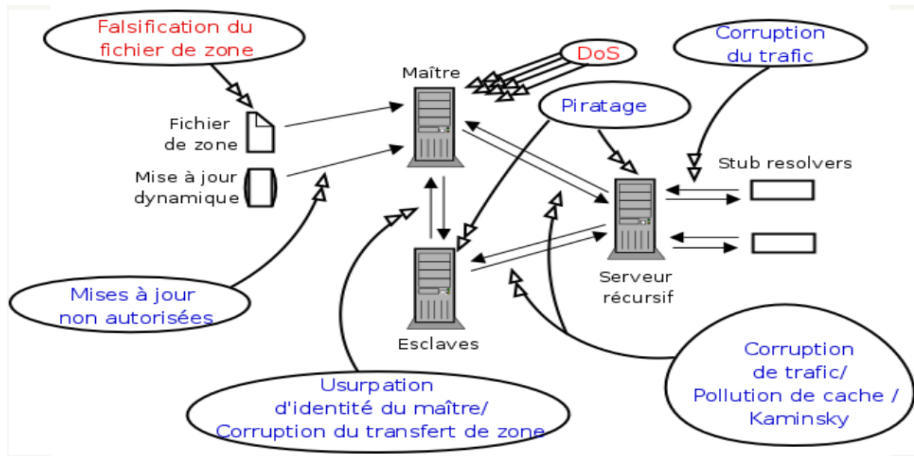 Falsification du
fichier de zone
DoS
Corruption
du trafic
Maître
Piratage
Fichier
de zone
Stub resolvers
Mise à jour
dynamique
Serveur
récursif
Mises à jour
non autorisées
Esclaves
Corruption
de trafic/
Pollution de cache /
Kaminsky
Usurpation
d'identité du maître/
Corruption du transfert de zone